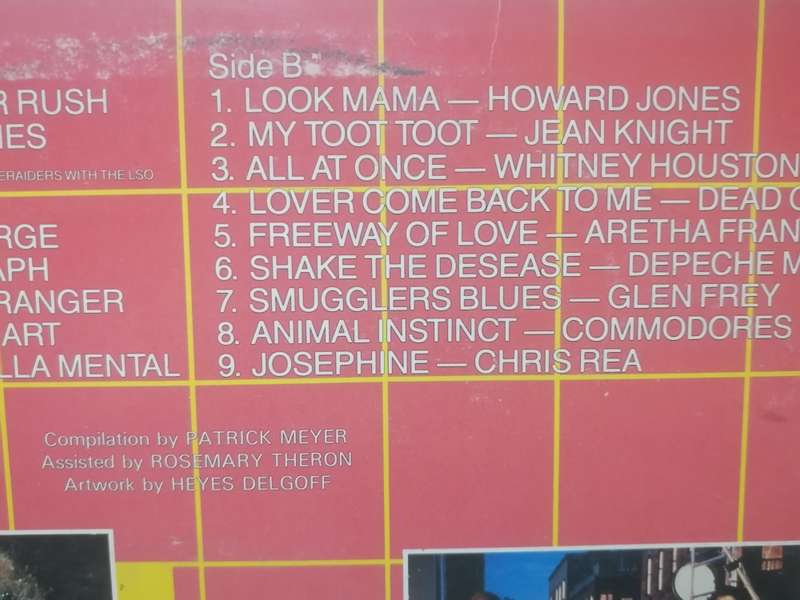 R RUSH
ERAIDERS WITH THE LSO
RGE
APH
RANGER
ART
LLA MENTAL
Side B
1. LOOK MAMA — HOWARD JONES
2. MY TOOT TOOT — JEAN KNIGHT
3. ALL AT ONCE — WHITNEY HOUSTON
4. LOVER COME BACK TO ME — DEAD
5. FREEWAY OF LOVE — ARETHA FRAN
6. SHAKE THE DESEASE — DEPECHE M
7. SMUGGLERS BLUES — GLEN FREY
8. ANIMAL INSTINCT — COMMODORES
9. JOSEPHINE — CHRIS REA
Compilation by PATRICK MEYER
Assisted by ROSEMARY THERON
Artwork by HEYES DELGOFF